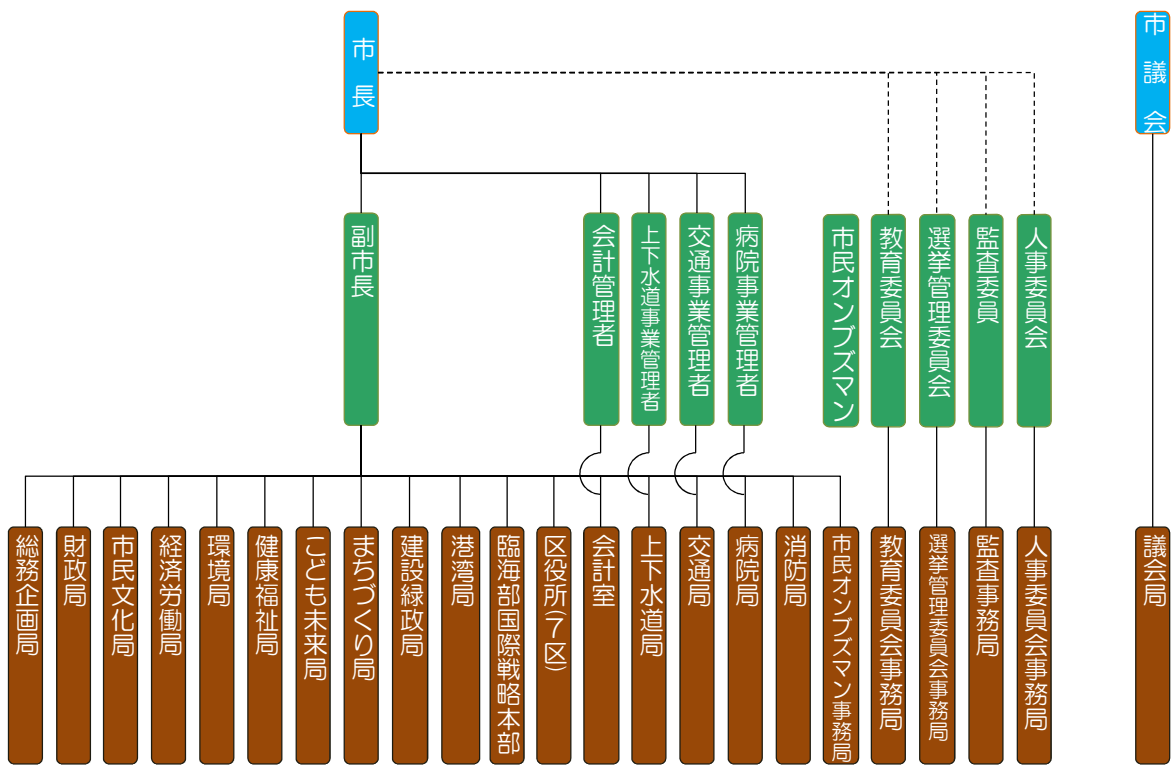 市長
市議会
副市長
会計管理者
上下水道事業管理者
交通事業管理者
病院事業管理者
市民オンブズマン
教育委員会
選挙管理委員会
監査委員
人事委員会
総務企画局
財政局
市民文化局
経済労働局
環境局
健康福祉局
こども未来局
まちづくり局
建設緑政局
港湾局
臨海部国際戦略本部
区役所(7区)
会計室
上下水道局
交通局
病院局
消防局
市民オンブズマン事務局
教育委員会事務局
選挙管理委員会事務局
監査事務局
人事委員会事務局
議会局